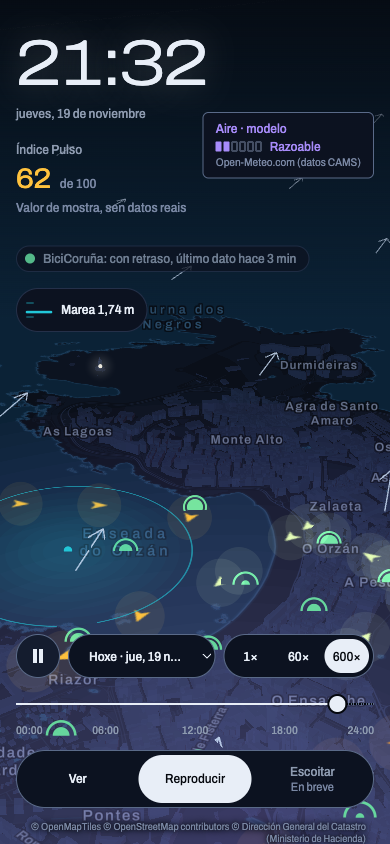 21:32
jueves, 19 de noviembre
Aire · modelo
Razoable
Open-Meteo.com (datos CAMS)
Índice Pulso
62 de 100
Valor de mostra, sen datos reais
BiciCoruña: con retraso, último dato hace 3 min
Marea 1,74 m
urna dos
Negros
Durmideiras
Agra de Santo
Amaro
As Lagoas
Monte Alto
Os
As
Zalaeta
Enseada
do Orzán
O Orzán
A Pes
Hoxe · jue, 19 n...
1×
60×
600×
Riazor
O Ensanche
00:00
06:00
12:00
18:00
24:00
Ver
Reproducir
Escoitar
En breve
Pontes
© OpenMapTiles © OpenStreetMap contributors © Dirección General del Catastro
(Ministerio de Hacienda)